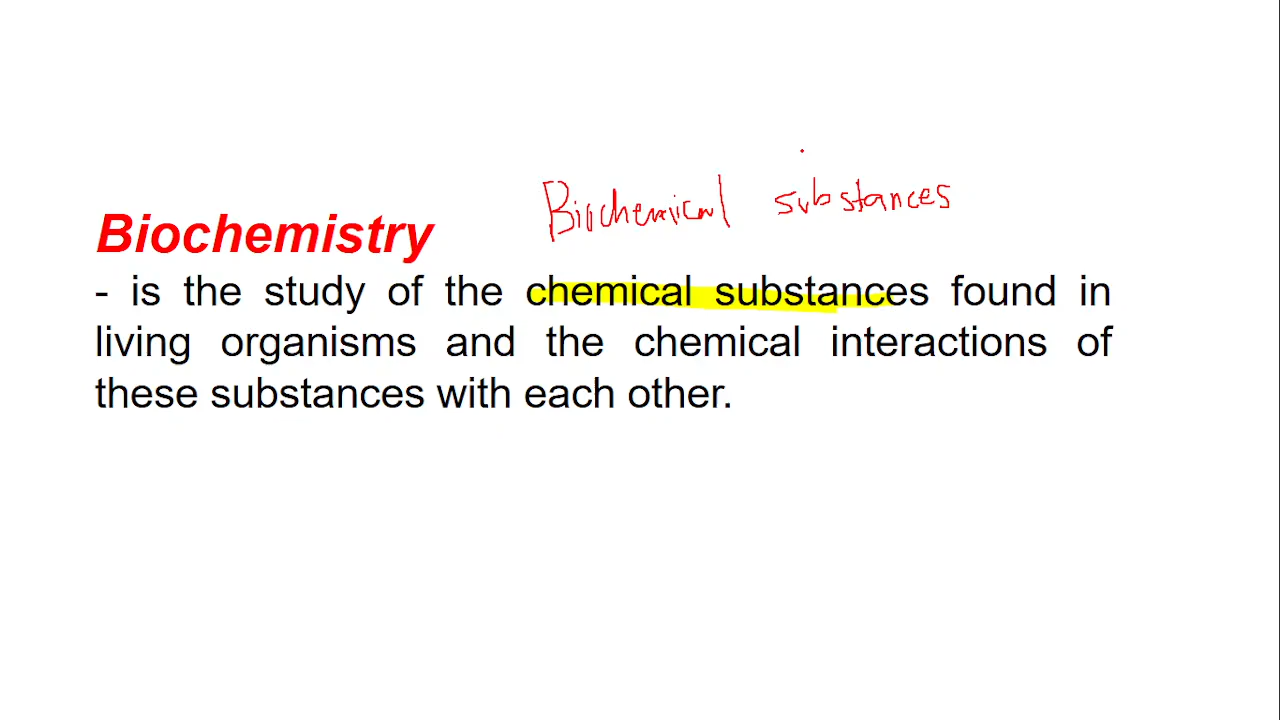 Biochemical substances
Biochemistry
- is the study of the chemical substances found in
living organisms and the chemical interactions of
these substances with each other.